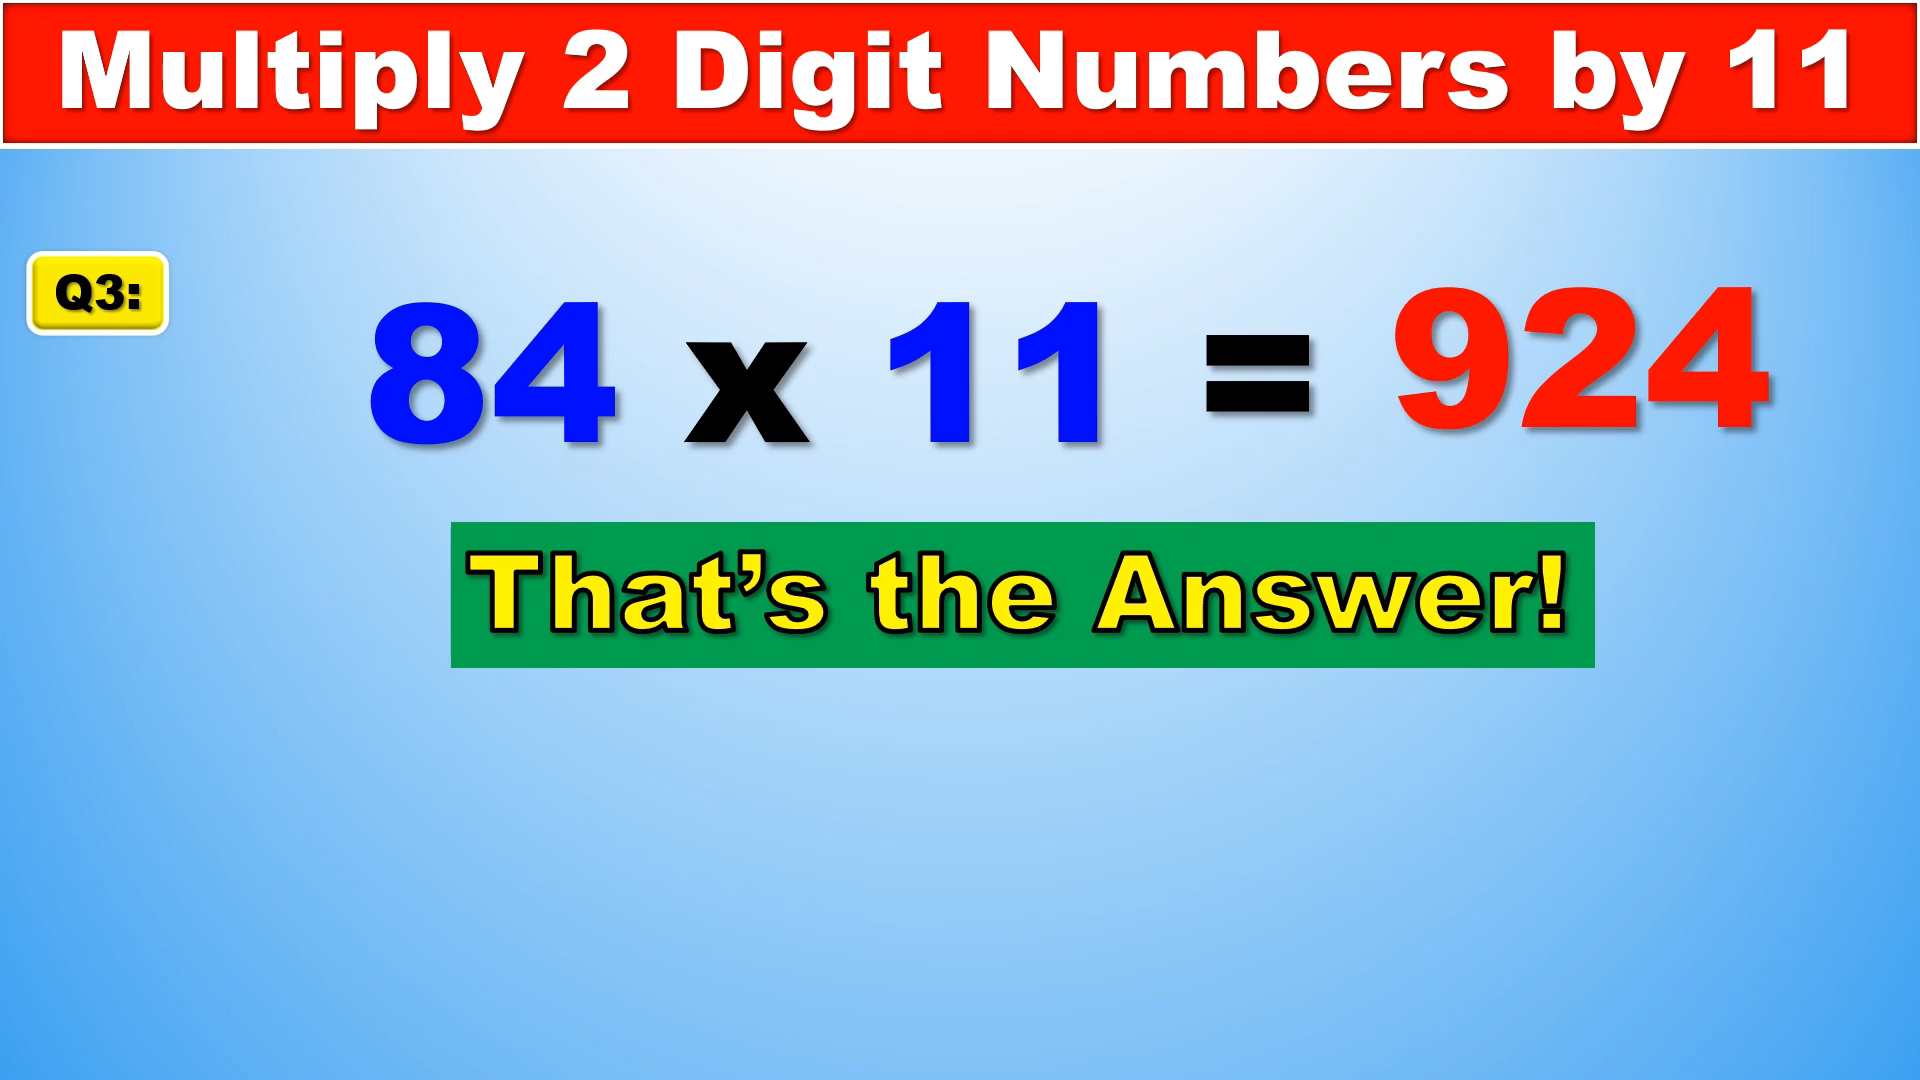 Multiply 2 Digit Numbers by 11
Q3:
84 x 11 = 924
That’s the Answer!